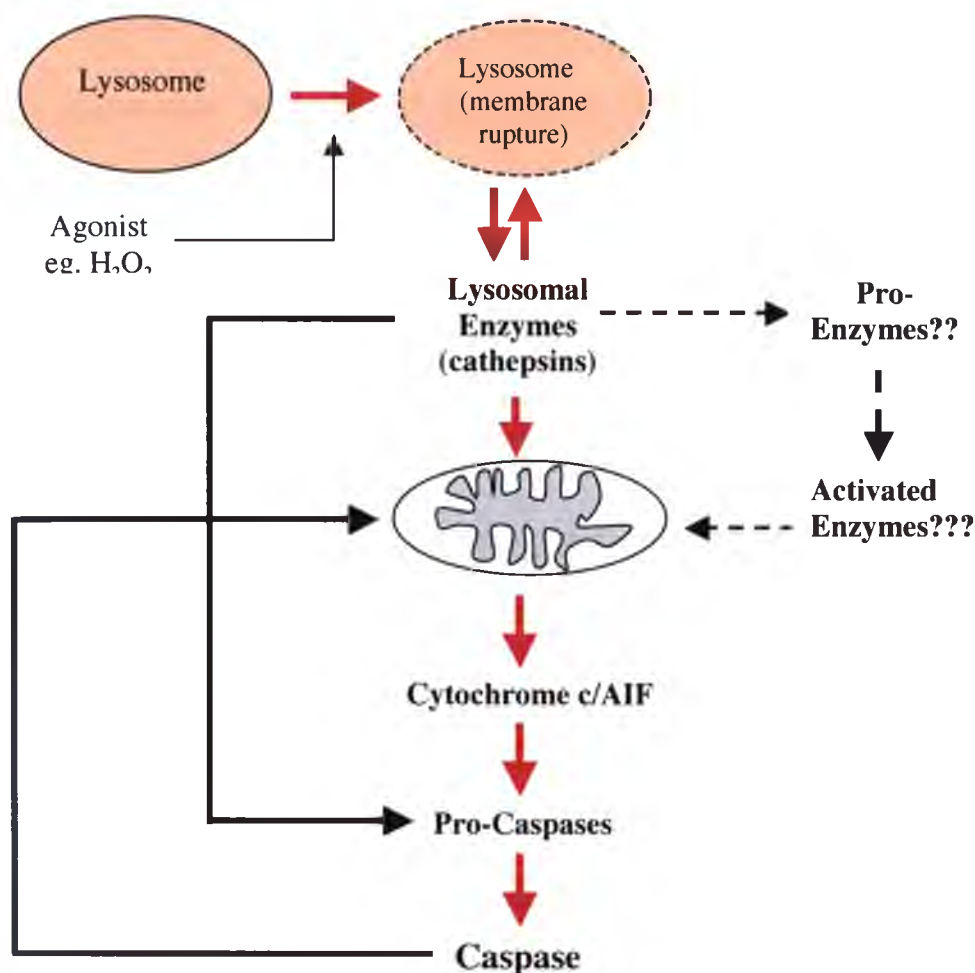 Lysosome
Lysosome
(membrane
rupture)
Agonist
eg. H₂O₂
Lysosomal
Enzymes
(cathepsins)
Pro-
Enzymes??
Activated
Enzymes???
Cytochrome c/AIF
Pro-Caspases
Caspase